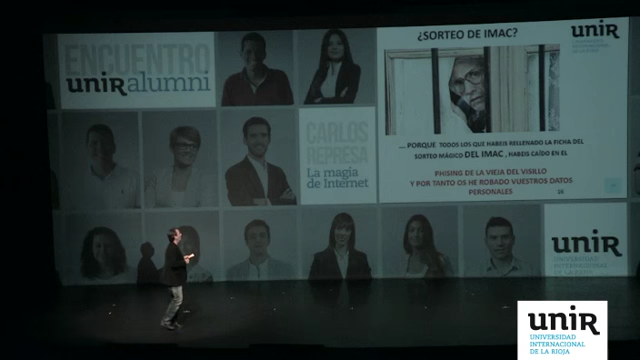 ENCUENTRO
unir alumni
CARLOS
REPRESA
La magia
de Internet
¿SORTEO DE IMAC?
unir
... PORQUE TODOS LOS QUE HABEIS RELLENADO LA FICHA DEL
SORTEO MÁGICO DEL IMAC , HABEIS CAÍDO EN EL
#HISING DE LA VIEJA DEL VISILLO
Y POR TANTO OS HE ROBADO VUESTROS DATOS
PERSONALES
unir
UNIVERSIDAD
INTERNACIONAL
DE LA RIOJA
unir
UNIVERSIDAD
INTERNACIONAL
DE LA RIOJA